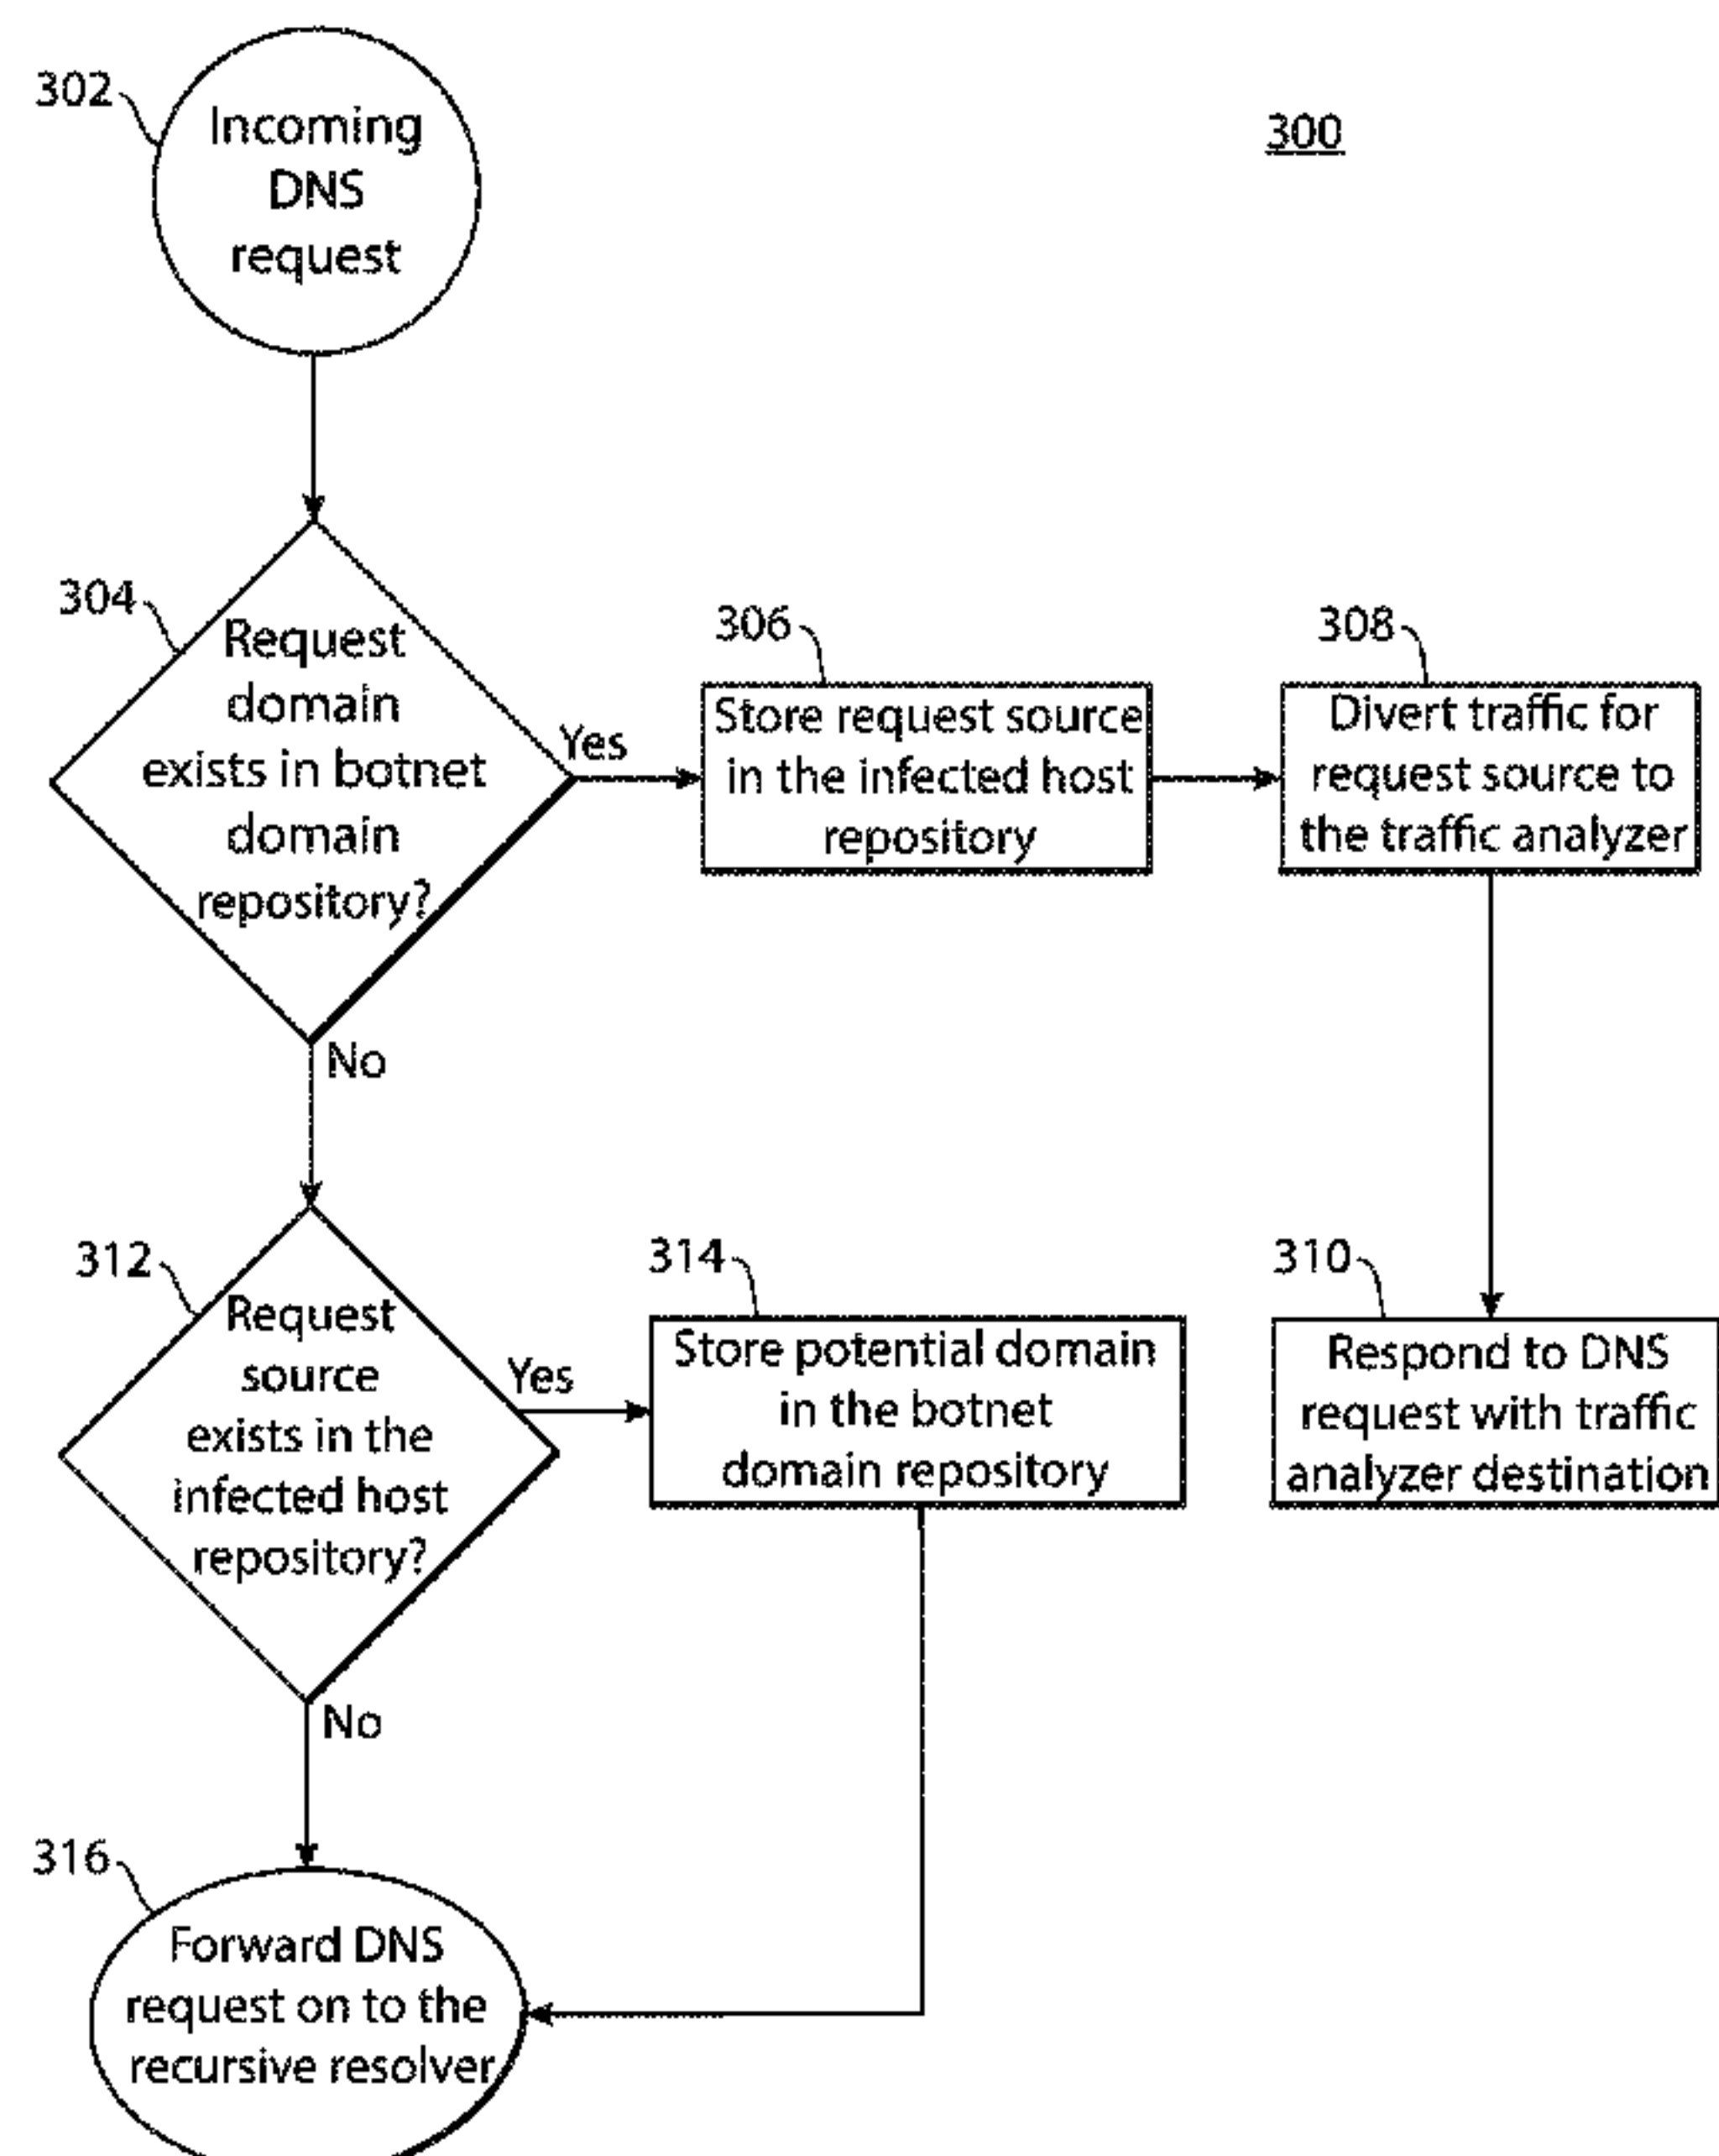 302
Incoming
DNS
request
300
304
Request
domain
exists in botnet
domain
repository?
Yes
No
306
Store request source
in the infected host
repository
308
Divert traffic for
request source to
the traffic analyzer
312
Request
source
exists in the
infected host
repository?
Yes
No
314
Store potential domain
in the botnet
domain repository
310
Respond to DNS
request with traffic
analyzer destination
316
Forward DNS
request on to the
recursive resolver